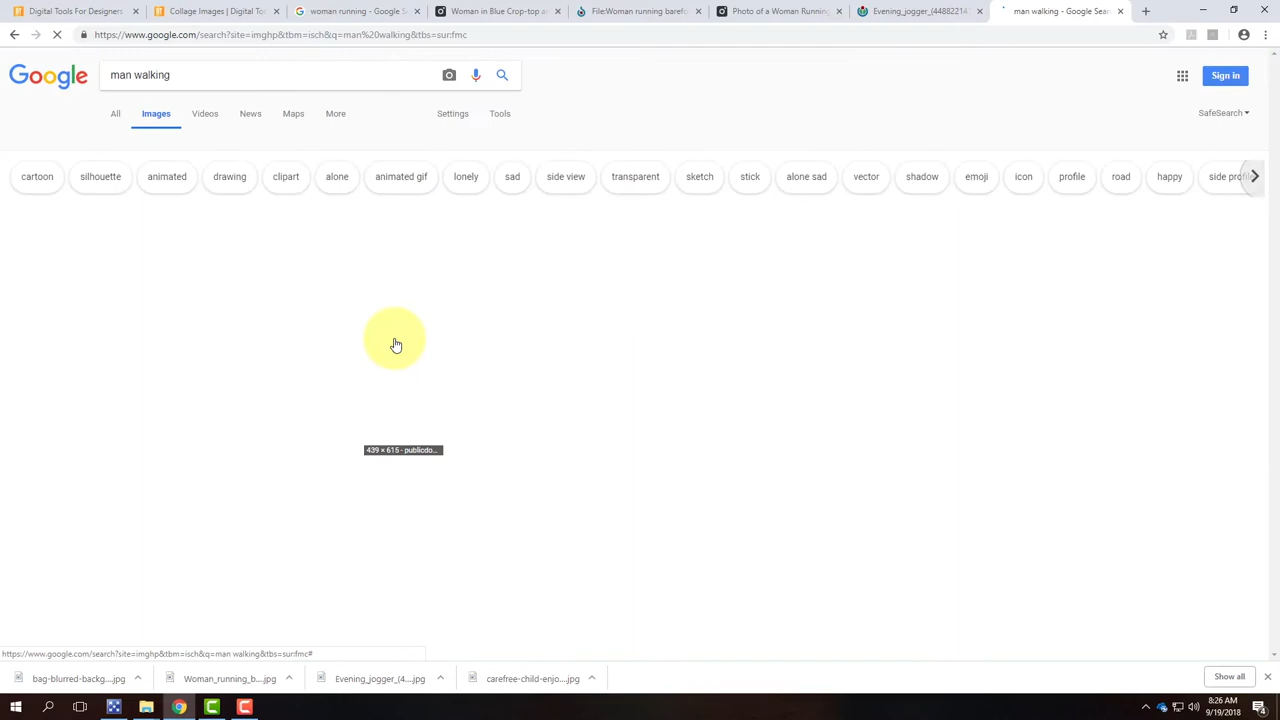 Digital Tools For Designers
Collage Images | Digital Too
woman running - Google S
Woman in Blue Crop-top a
File:Woman running barefo
Photo of a Woman Running
Evening_jogger_(44882214
man walking - Google Sea
https://www.google.com/search?site=imghp&tbm=isch&q=man%20walking&tbs=sur:fmc
Google
man walking
Sign in
All
Images
Videos
News
Maps
More
Settings
Tools
SafeSearch
cartoon
silhouette
animated
drawing
clipart
alone
animated gif
lonely
sad
side view
transparent
sketch
stick
alone sad
vector
shadow
emoji
icon
profile
road
happy
side
439 × 615 - publicdo...
https://www.google.com/search?site=imghp&tbm=isch&q=man walking&tbs=sur:fmc#
bag-blurred-backg....jpg
Woman_running_b....jpg
Evening_jogger_(4....jpg
carefree-child-enjo....jpg
Show all
8:26 AM
9/19/2018
4